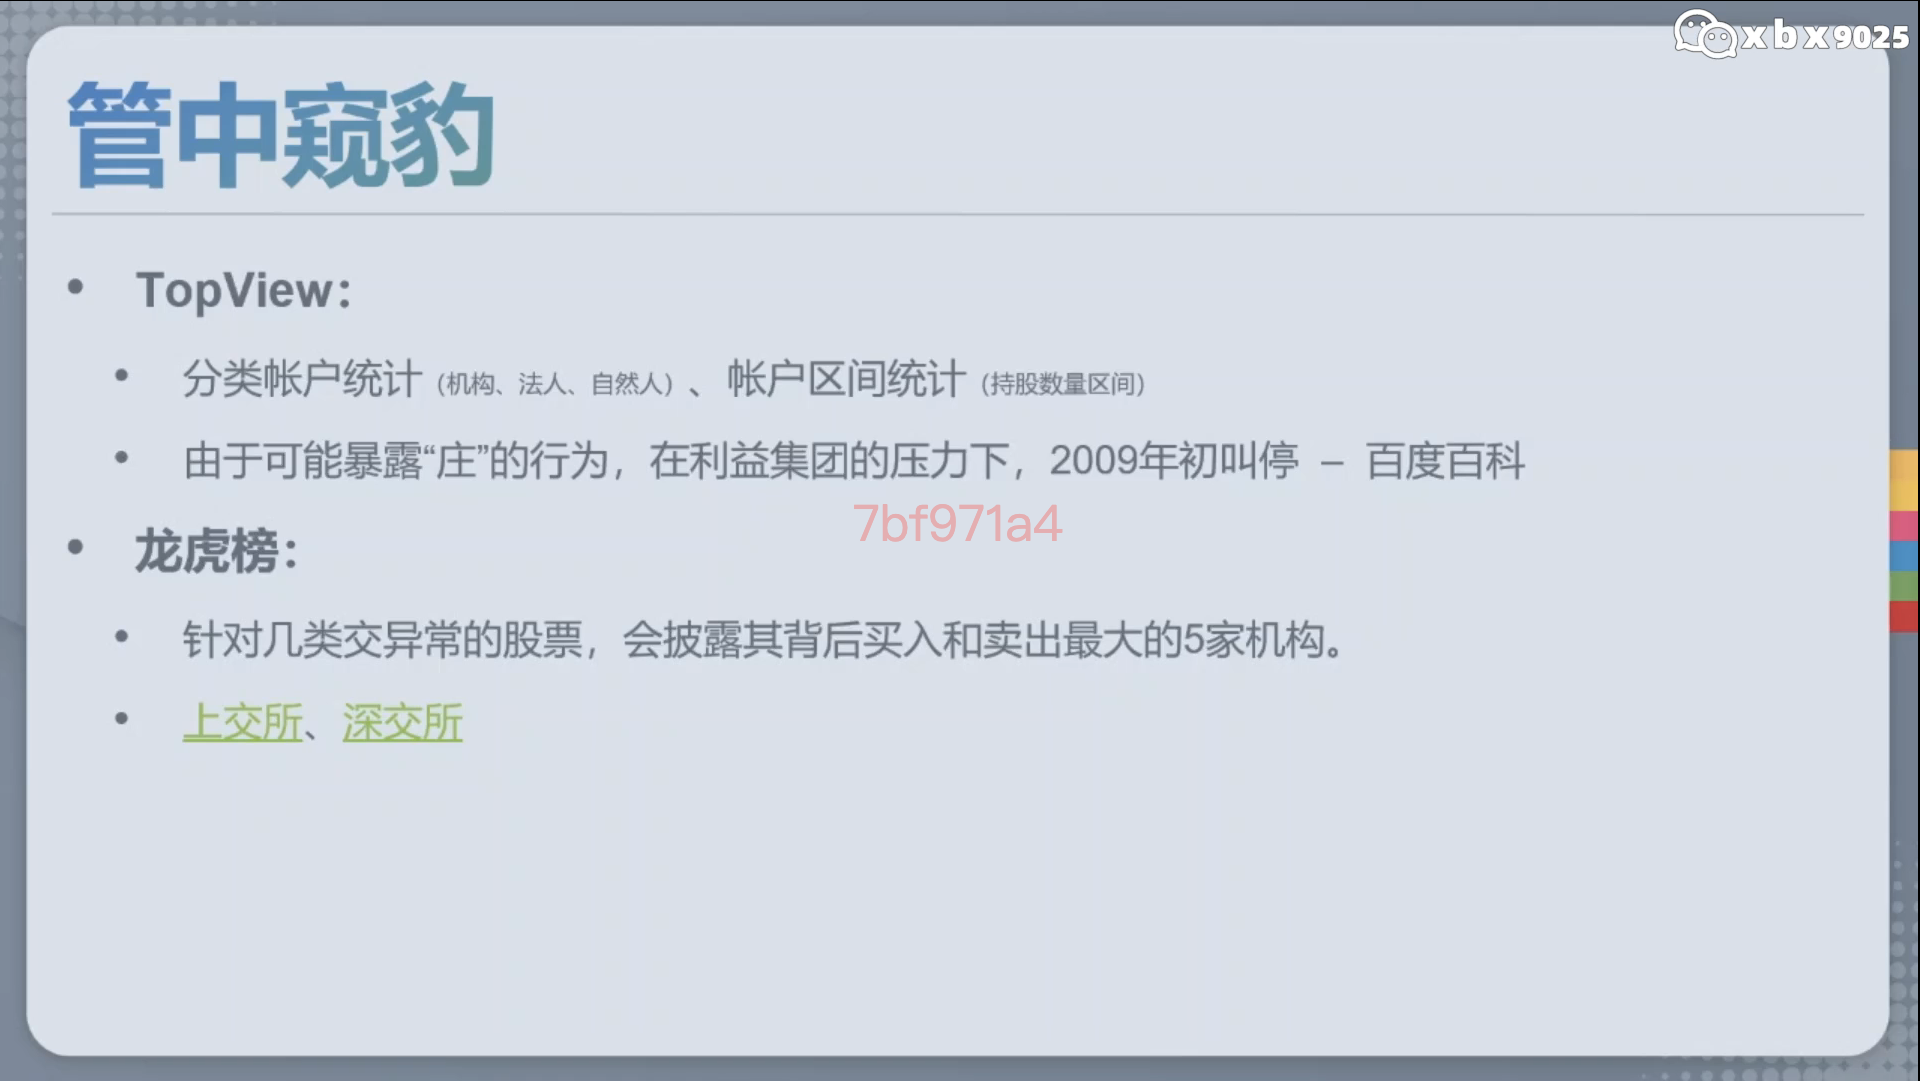 xbx9025
管中窥豹
• TopView：
• 分类帐户统计（机构、法人、自然人）、帐户区间统计（持股数量区间）
• 由于可能暴露“庄”的行为，在利益集团的压力下，2009年初叫停 – 百度百科
7bf971a4
• 龙虎榜：
• 针对几类交异常的股票，会披露其背后买入和卖出最大的5家机构。
• 上交所、深交所